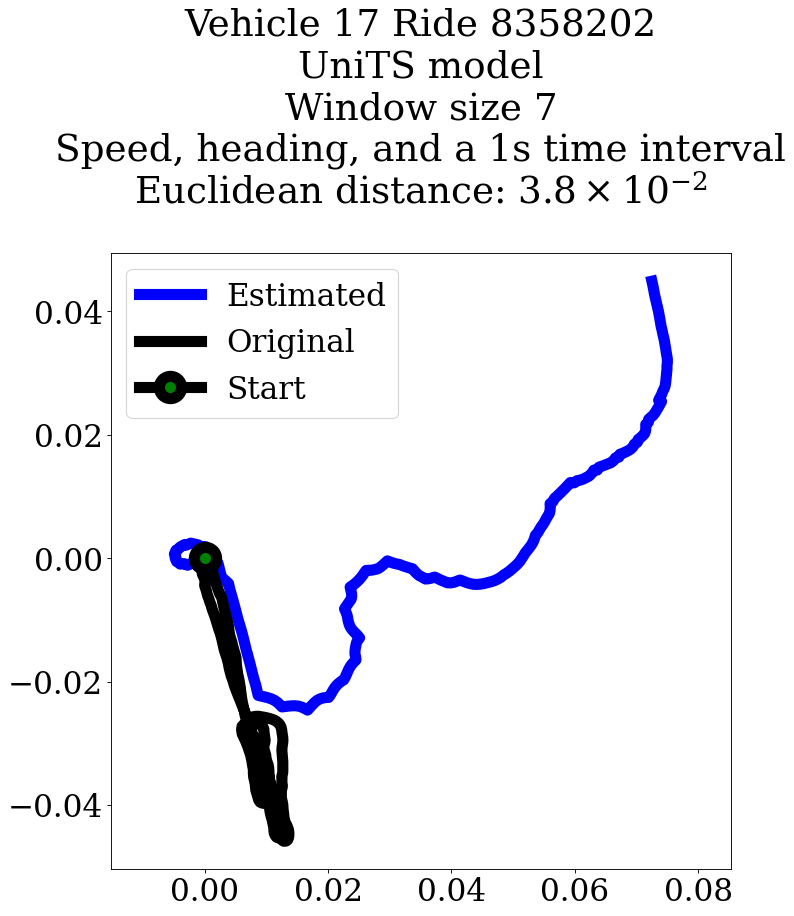 Vehicle 17 Ride 8358202
UniTS model
Window size 7
Speed, heading, and a 1s time interval
Euclidean distance: 3.8 × 10⁻²
Estimated
Original
Start
0.04
0.02
0.00
−0.02
−0.04
0.00 0.02 0.04 0.06 0.08